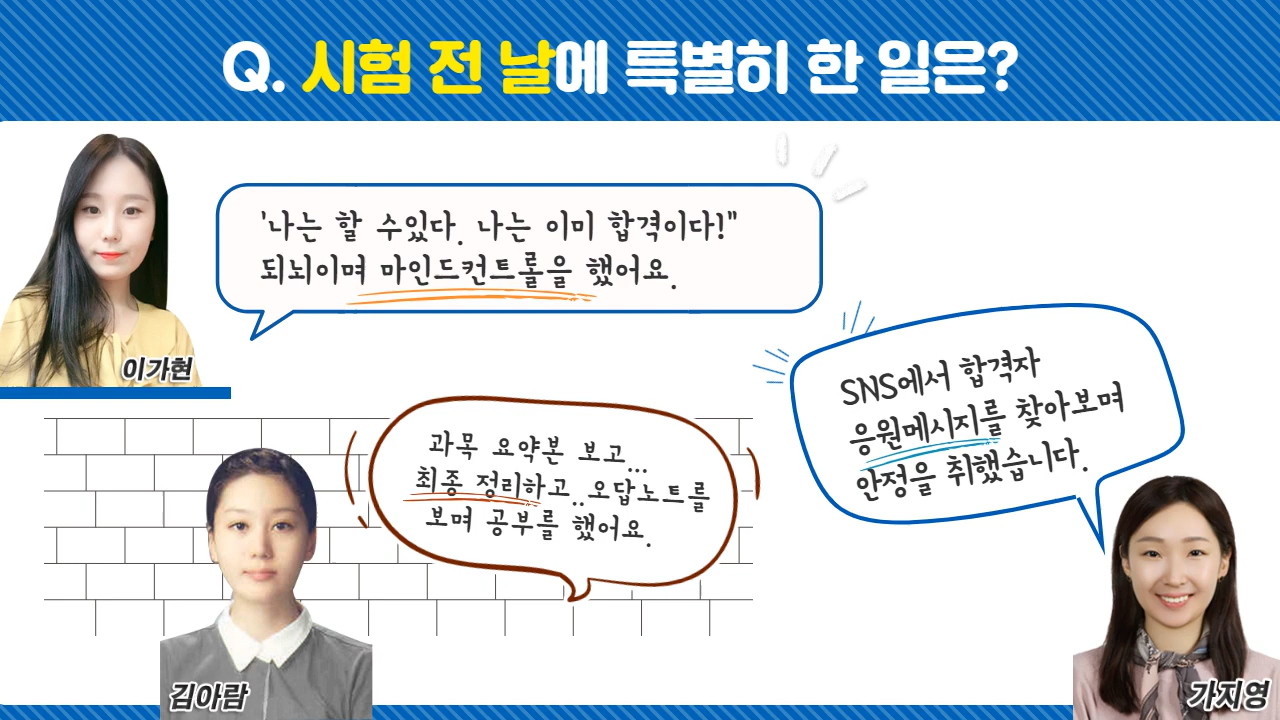 Q. 시험 전 날에 특별히 한 일은?
'나는 할 수있다. 나는 이미 합격이다!"
되뇌이며 마인드컨트롤을 했어요.
이가현
SNS에서 합격자
응원메시지를 찾아보며
안정을 취했습니다.
과목 요약본 보고...
최종 정리하고..오답노트를
보며 공부를 했어요.
김아람
가지영